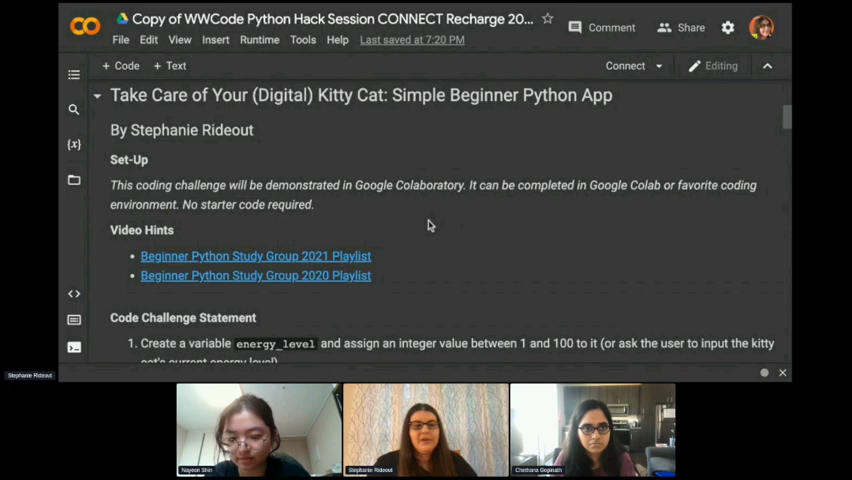 Copy of WWCode Python Hack Session CONNECT Recharge 20...
Comment
Share
File Edit View Insert Runtime Tools Help Last saved at 7:20 PM
+ Code + Text
Connect
Editing
Take Care of Your (Digital) Kitty Cat: Simple Beginner Python App
By Stephanie Rideout
Set-Up
This coding challenge will be demonstrated in Google Colaboratory. It can be completed in Google Colab or favorite coding
environment. No starter code required.
Video Hints
• Beginner Python Study Group 2021 Playlist
• Beginner Python Study Group 2020 Playlist
Code Challenge Statement
1. Create a variable energy_level and assign an integer value between 1 and 100 to it (or ask the user to input the kitty
cat's current energy level)
Stephanie Rideout
Nayeon Shin
Stephanie Rideout
Chethana Gopinath